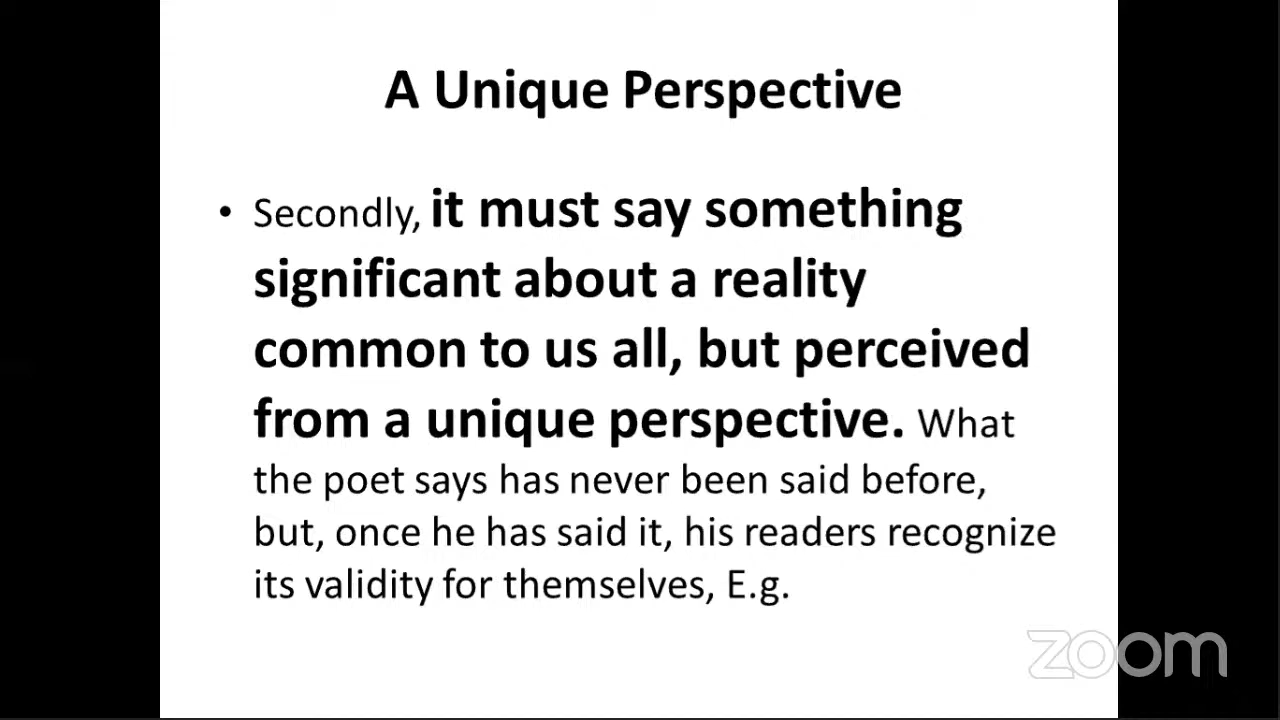 A Unique Perspective
• Secondly, it must say something
significant about a reality
common to us all, but perceived
from a unique perspective. What
the poet says has never been said before,
but, once he has said it, his readers recognize
its validity for themselves, E.g.
zoom